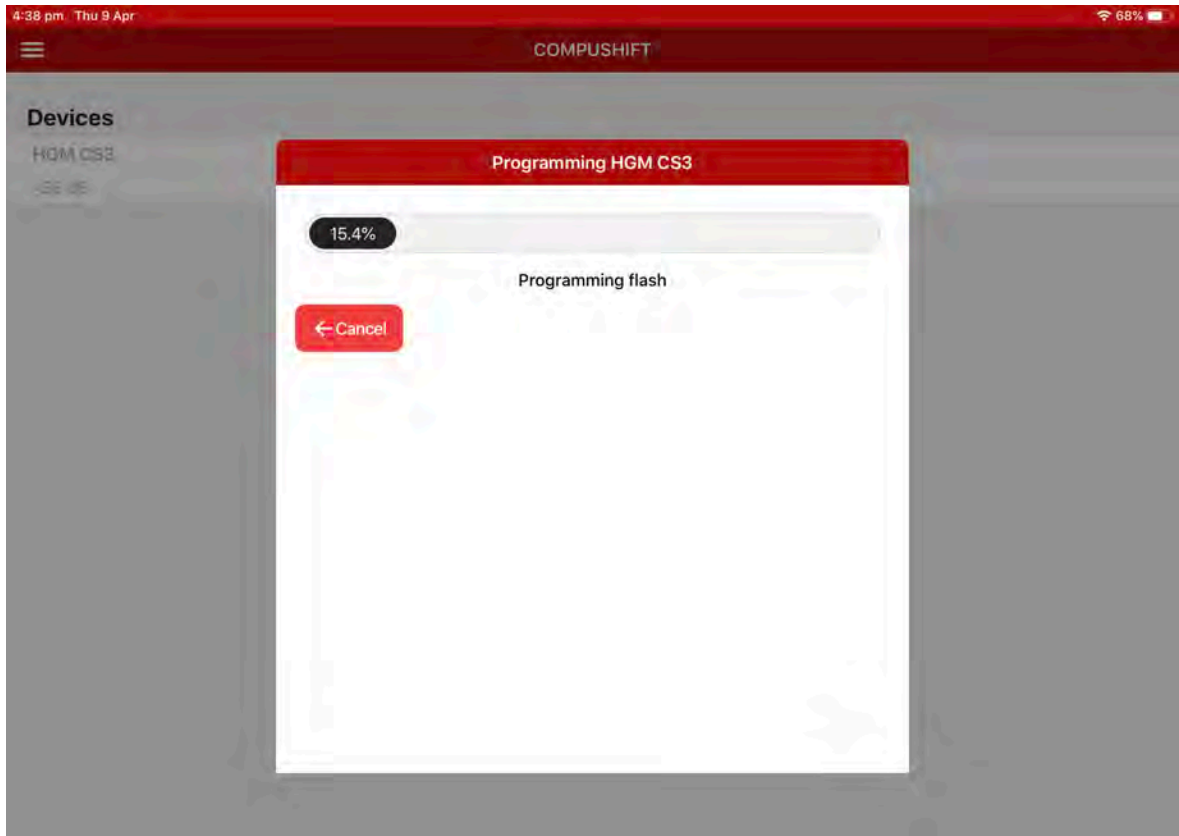 4:38 pm Thu 9 Apr
68%
COMPUSHIFT
Devices
HGM CS3
Programming HGM CS3
15.4%
Programming flash
←Cancel